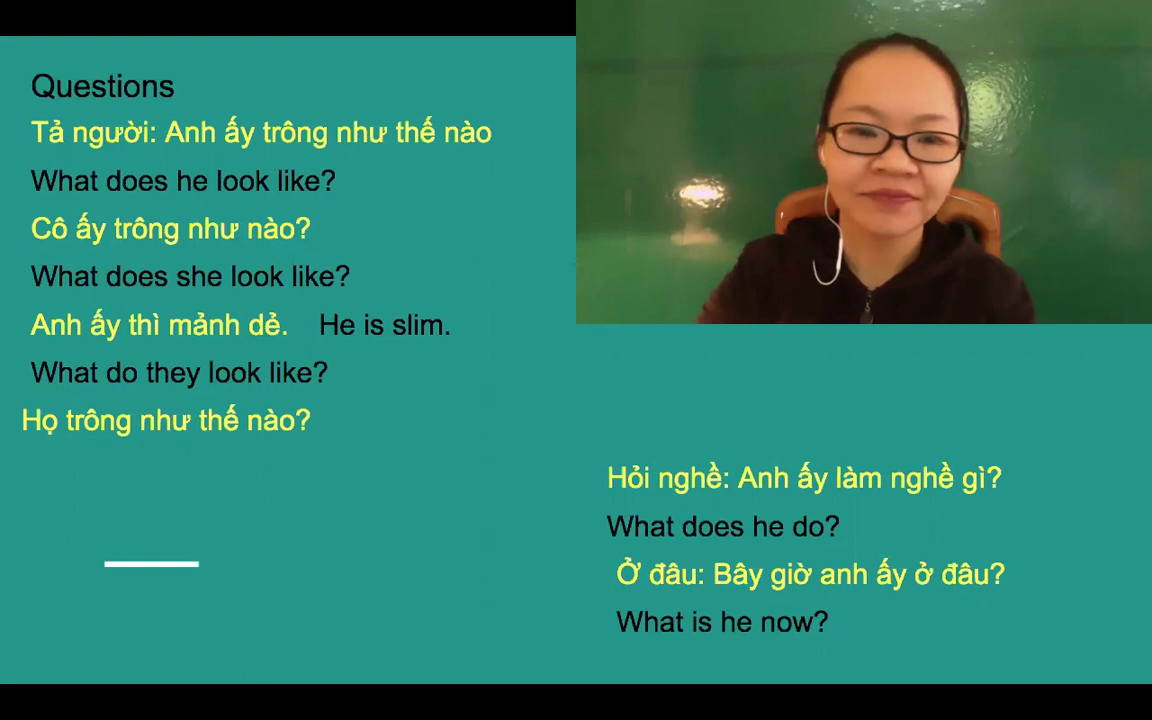 Questions
Tả người: Anh ấy trông như thế nào
What does he look like?
Cô ấy trông như nào?
What does she look like?
Anh ấy thì mảnh dẻ. He is slim.
What do they look like?
Họ trông như thế nào?
Hỏi nghề: Anh ấy làm nghề gì?
What does he do?
Ở đâu: Bây giờ anh ấy ở đâu?
What is he now?